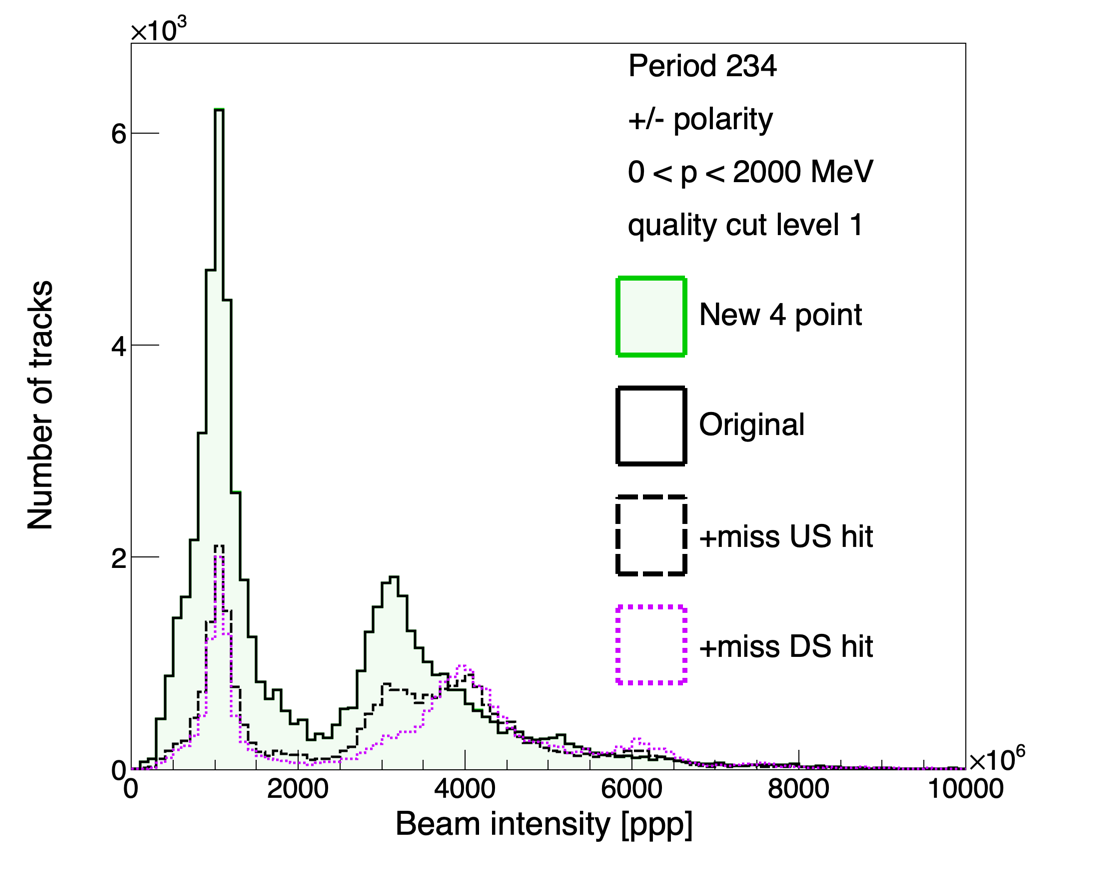 ×10³
Period 234
+/- polarity
0 < p < 2000 MeV
quality cut level 1
New 4 point
Original
+miss US hit
+miss DS hit
Number of tracks
6
4
2
0
0 2000 4000 6000 8000 10000
×10⁶
Beam intensity [ppp]